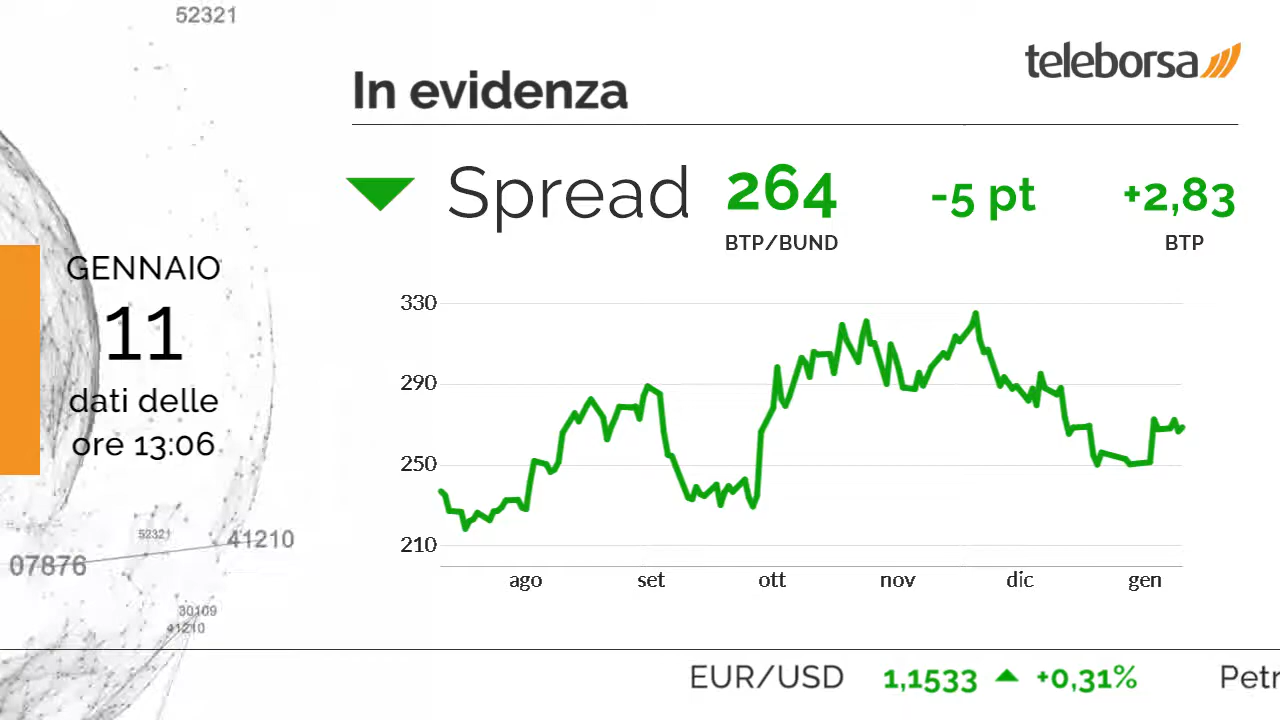 52321
teleborsa
In evidenza
Spread 264 -5 pt +2,83
BTP/BUND BTP
GENNAIO
11
dati delle
ore 13:06
330
290
250
210
ago set ott nov dic gen
52321
41210
07876
30109
41210
EUR/USD 1,1533 +0,31% Petr